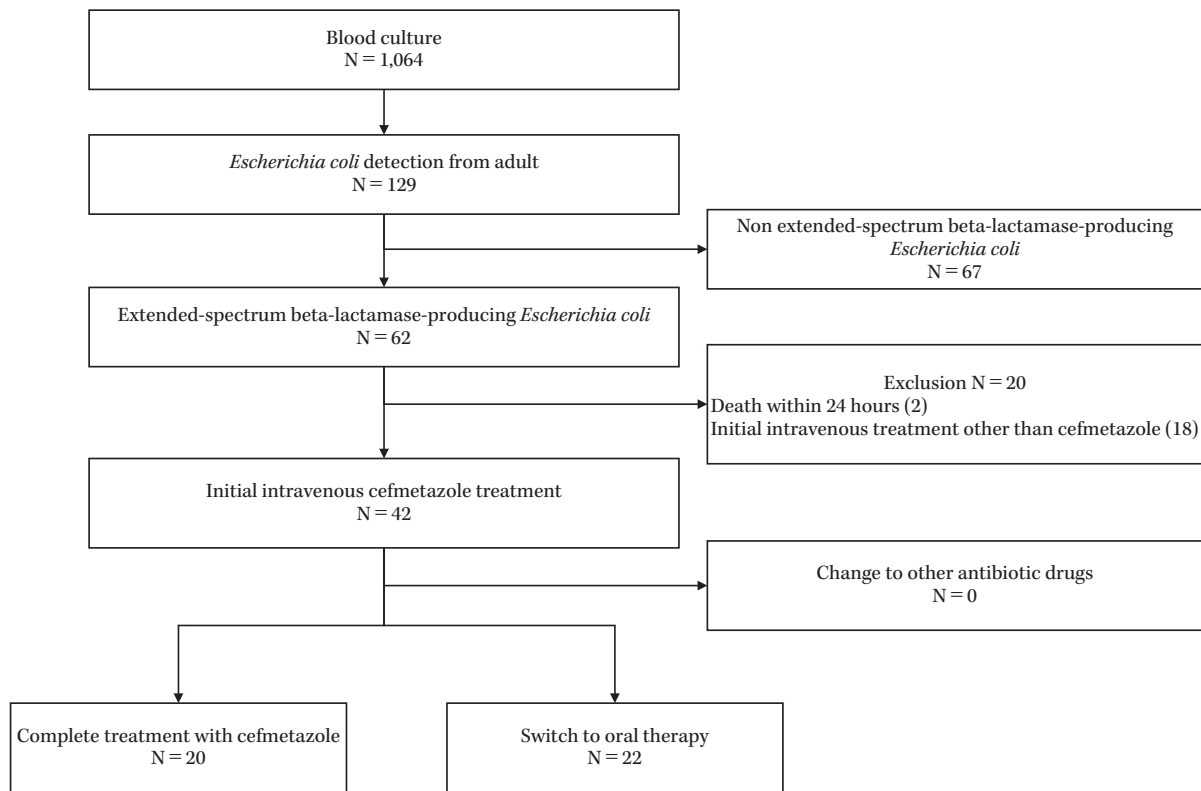 Blood culture
N = 1,064
Escherichia coli detection from adult
N = 129
Non extended-spectrum beta-lactamase-producing
Escherichia coli
N = 67
Extended-spectrum beta-lactamase-producing Escherichia coli
N = 62
Exclusion N = 20
Death within 24 hours (2)
Initial intravenous treatment other than cefmetazole (18)
Initial intravenous cefmetazole treatment
N = 42
Change to other antibiotic drugs
N = 0
Complete treatment with cefmetazole
N = 20
Switch to oral therapy
N = 22